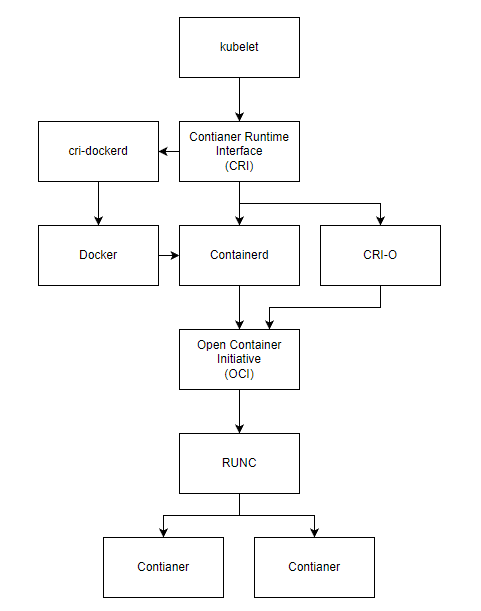 kubelet
cri-dockerd
Contianer Runtime
Interface
(CRI)
Docker
Containerd
CRI-O
Open Container
Initiative
(OCI)
RUNC
Contianer
Contianer